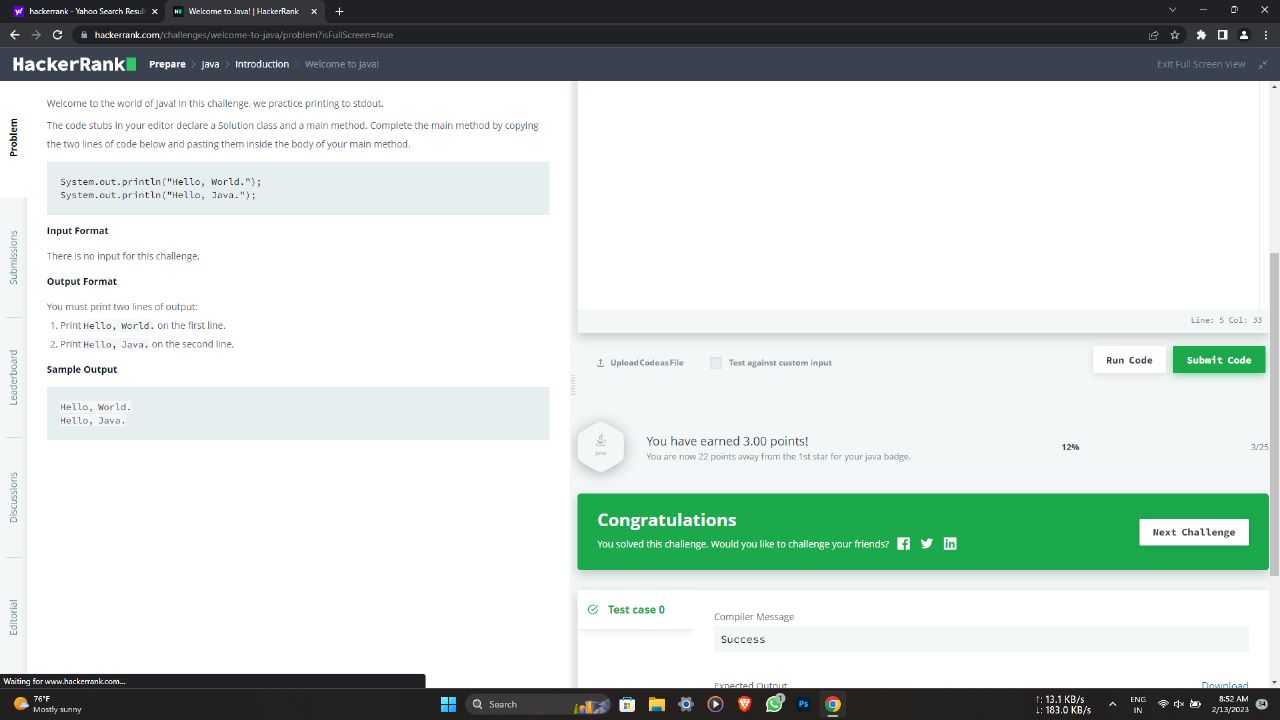 hackerrank - Yahoo Search Resul
Welcome to Java! | HackerRank
hackerrank.com/challenges/welcome-to-java/problem?isFullScreen=true
HackerRank
Prepare > Java > Introduction > Welcome to Java!
Exit Full Screen View
Problem
Submissions
Leaderboard
Discussions
Editorial
Welcome to the world of Java! In this challenge, we practice printing to stdout.
The code stubs in your editor declare a Solution class and a main method. Complete the main method by copying
the two lines of code below and pasting them inside the body of your main method.
System.out.println("Hello, World.");
System.out.println("Hello, Java.");
Input Format
There is no input for this challenge.
Output Format
You must print two lines of output:
1. Print Hello, World. on the first line.
2. Print Hello, Java. on the second line.
Sample Output
Hello, World.
Hello, Java.
Line: 5 Col: 33
Upload Code as File
Test against custom input
Run Code
Submit Code
Java
You have earned 3.00 points!
You are now 22 points away from the 1st star for your java badge.
12%
3/25
Congratulations
You solved this challenge. Would you like to challenge your friends?
Next Challenge
Test case 0
Compiler Message
Success
Expected Output
Download
Waiting for www.hackerrank.com...
76°F
Mostly sunny
Search
1
Ps
↑: 13.1 KB/s
↓: 183.0 KB/s
ENG
IN
8:52 AM
2/13/2023